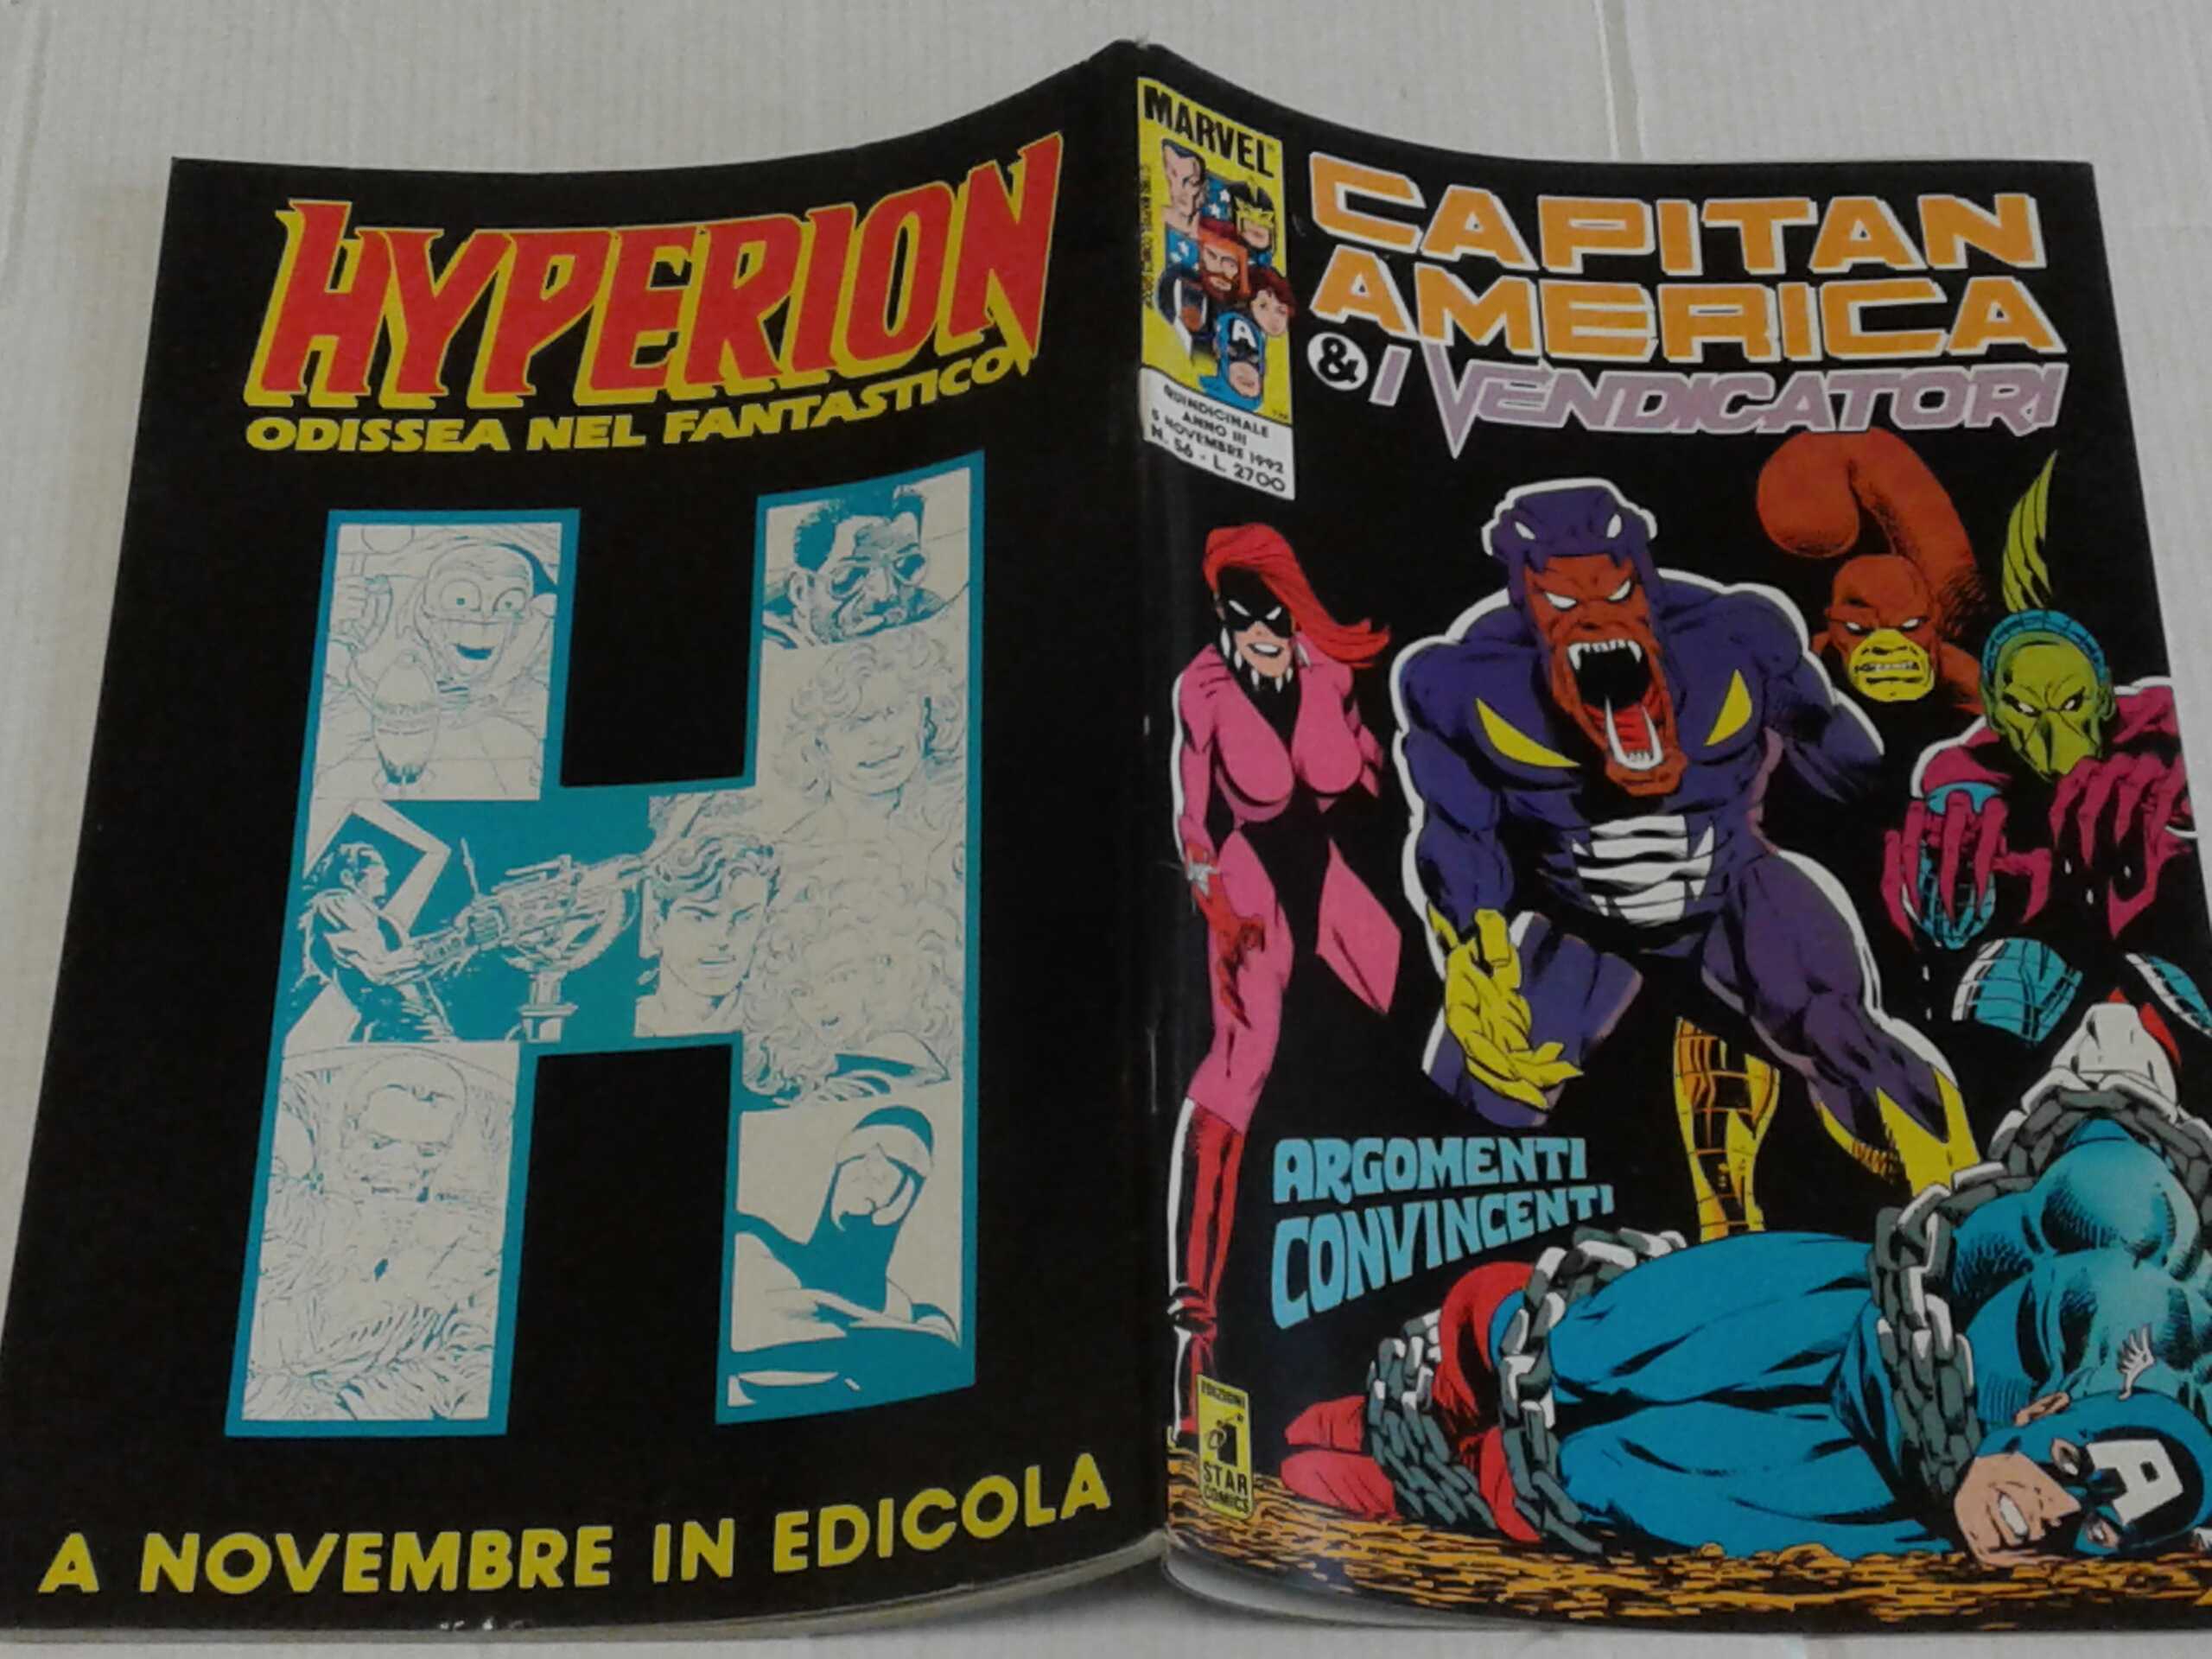 HYPERION
ODISSEA NEL FANTASTICO
A NOVEMBRE IN EDICOLA
MARVEL
QUINDICINALE
ANNO III
5 NOVEMBRE 1992
N. 56 - L. 2700
CAPITAN
AMERICA
& I VENDICATORI
ARGOMENTI
CONVINCENTI
EDIZIONI
STAR
COMICS
A
A